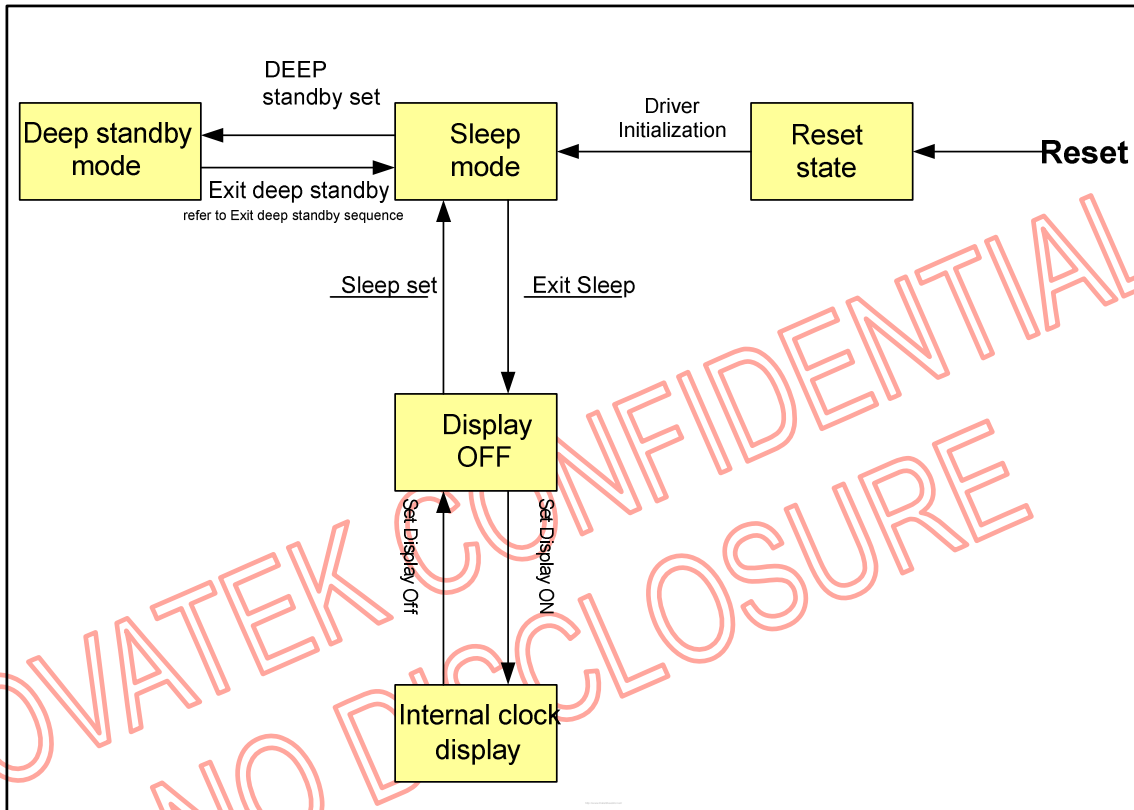 DEEP
standby set
Deep standby
mode
Exit deep standby
refer to Exit deep standby sequence
Sleep
mode
Driver
Initialization
Reset
state
Reset
Sleep set
Exit Sleep
Display
OFF
Set Display Off
Set Display ON
Internal clock
display
OVATEK CONFIDENTIAL
NO DISCLOSURE